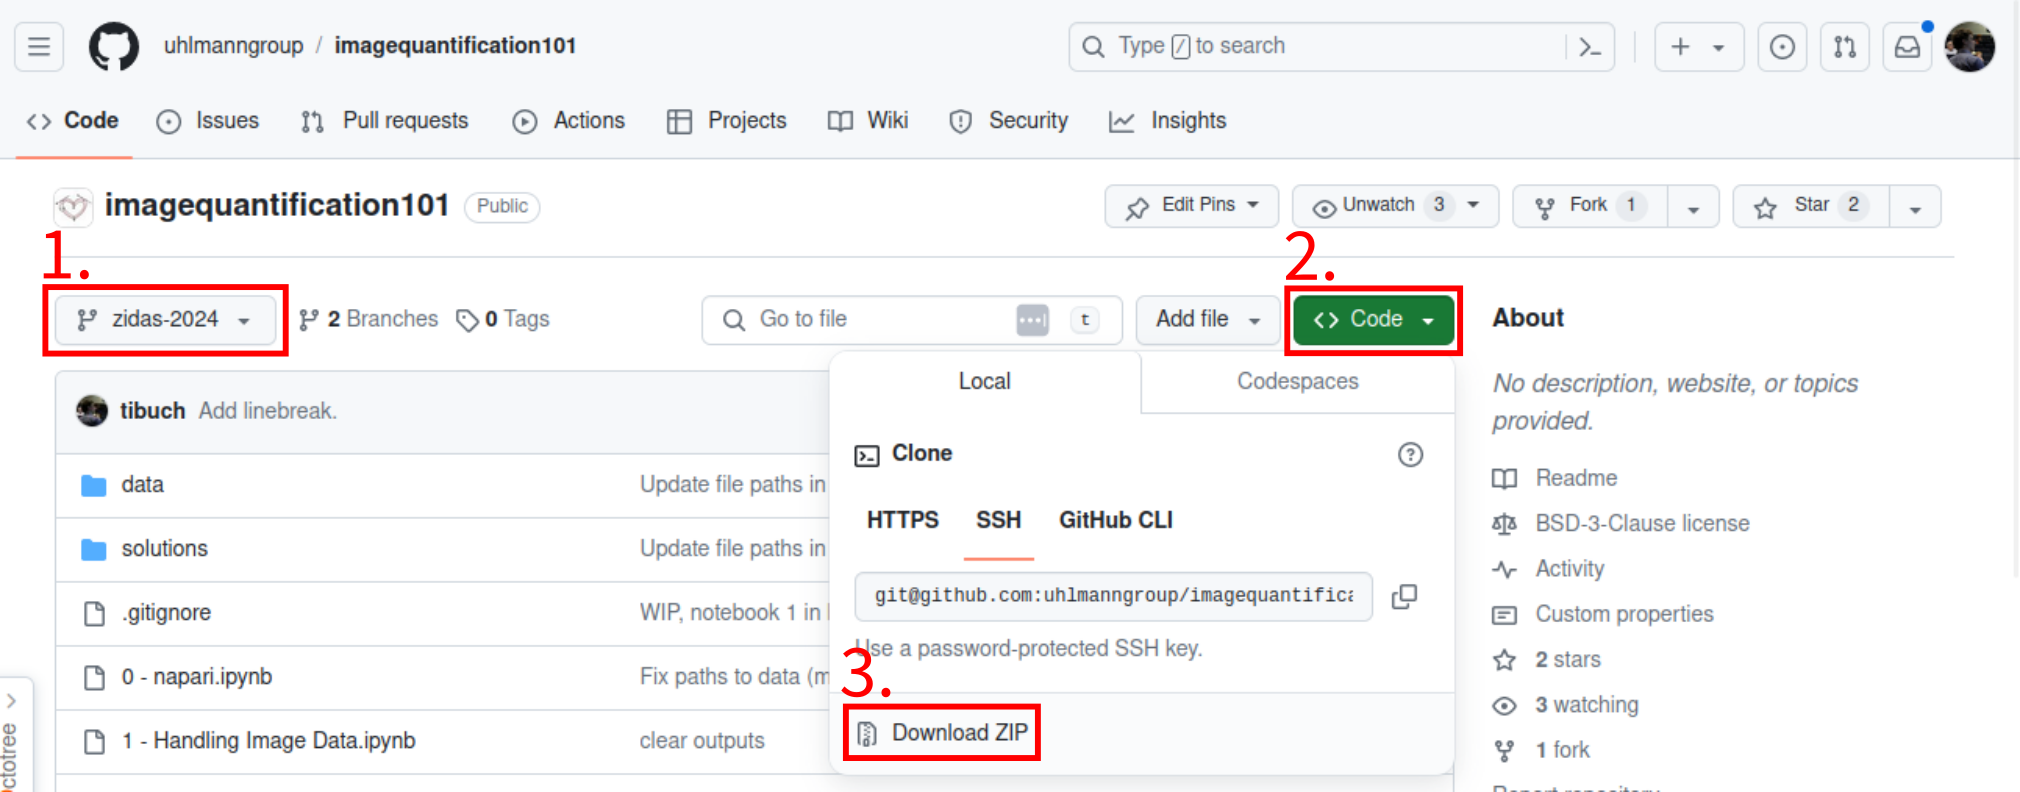 uhlmanngroup / imagequantification101
Type / to search
Code Issues Pull requests Actions Projects Wiki Security Insights
imagequantification101 Public
Edit Pins Unwatch 3 Fork 1 Star 2
1.
2.
zidas-2024 2 Branches 0 Tags Go to file t Add file Code
About
No description, website, or topics
provided.
Local Codespaces
tibuch Add linebreak.
Clone
data Update file paths in
Readme
HTTPS SSH GitHub CLI
BSD-3-Clause license
solutions Update file paths in
Activity
git@github.com:uhlmanngroup/imagequantifica
.gitignore WIP, notebook 1 in
Custom properties
Use a password-protected SSH key.
2 stars
0 - napari.ipynb Fix paths to data (m
3.
3 watching
Download ZIP
1 - Handling Image Data.ipynb clear outputs
1 fork
Report repository
Octotree